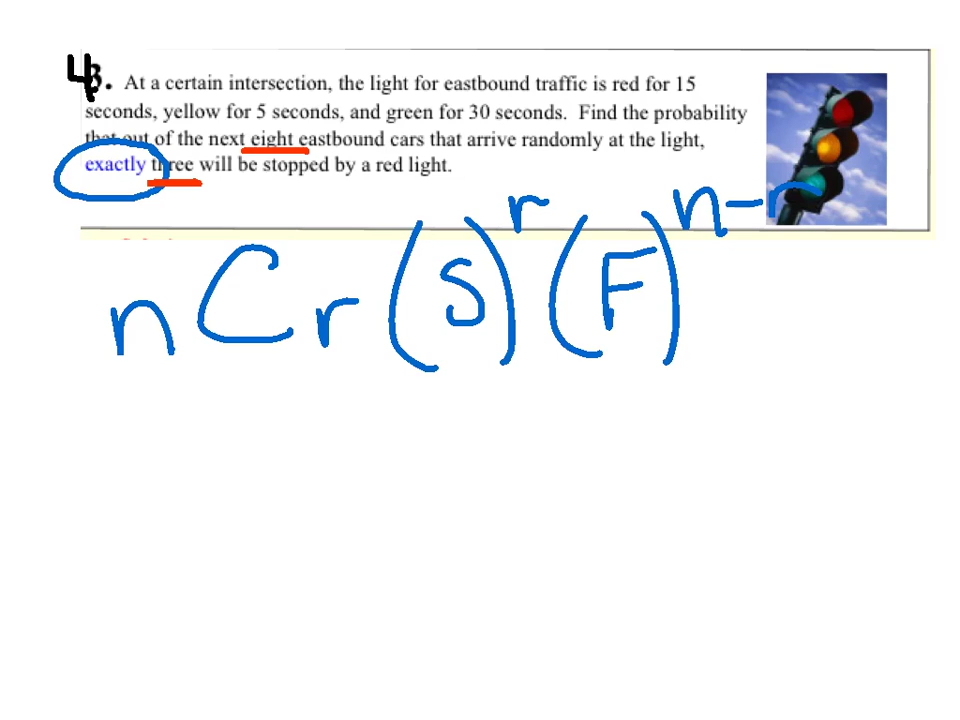 4. At a certain intersection, the light for eastbound traffic is red for 15
seconds, yellow for 5 seconds, and green for 30 seconds. Find the probability
that out of the next eight eastbound cars that arrive randomly at the light,
exactly three will be stopped by a red light.
n C r (S)^r (F)^n-r